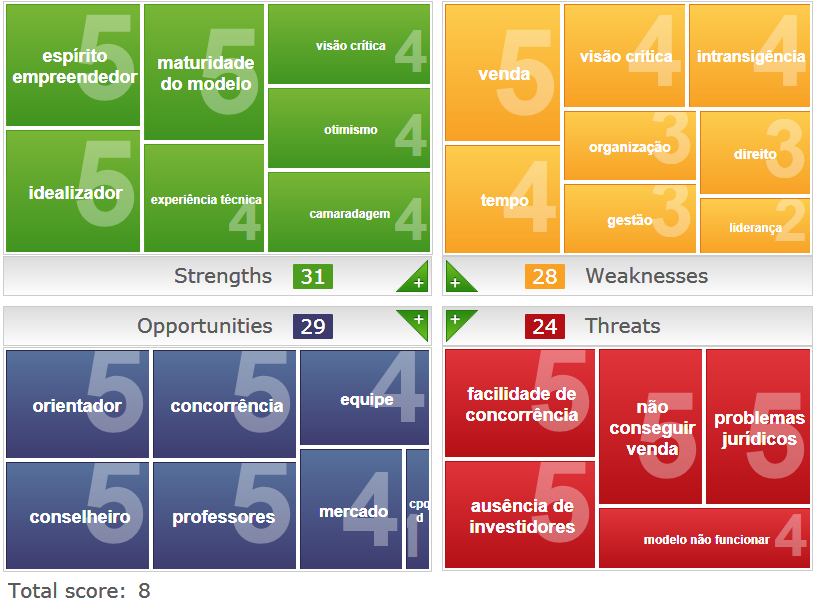 espírito
empreendedor
5
maturidade
do modelo
5
visão crítica
4
otimismo
4
idealizador
5
experiência técnica
4
camaradagem
4
Strengths 31 +
venda
5
visão crítica
4
intransigência
4
organização
3
direito
3
tempo
4
gestão
3
liderança
2
+ 28 Weaknesses
Opportunities 29 +
orientador
5
concorrência
5
equipe
4
conselheiro
5
professores
5
mercado
4
cpq
d
1
+ 24 Threats
facilidade de
concorrência
5
não
conseguir
venda
5
problemas
jurídicos
5
ausência de
investidores
5
modelo não funcionar
4
Total score: 8